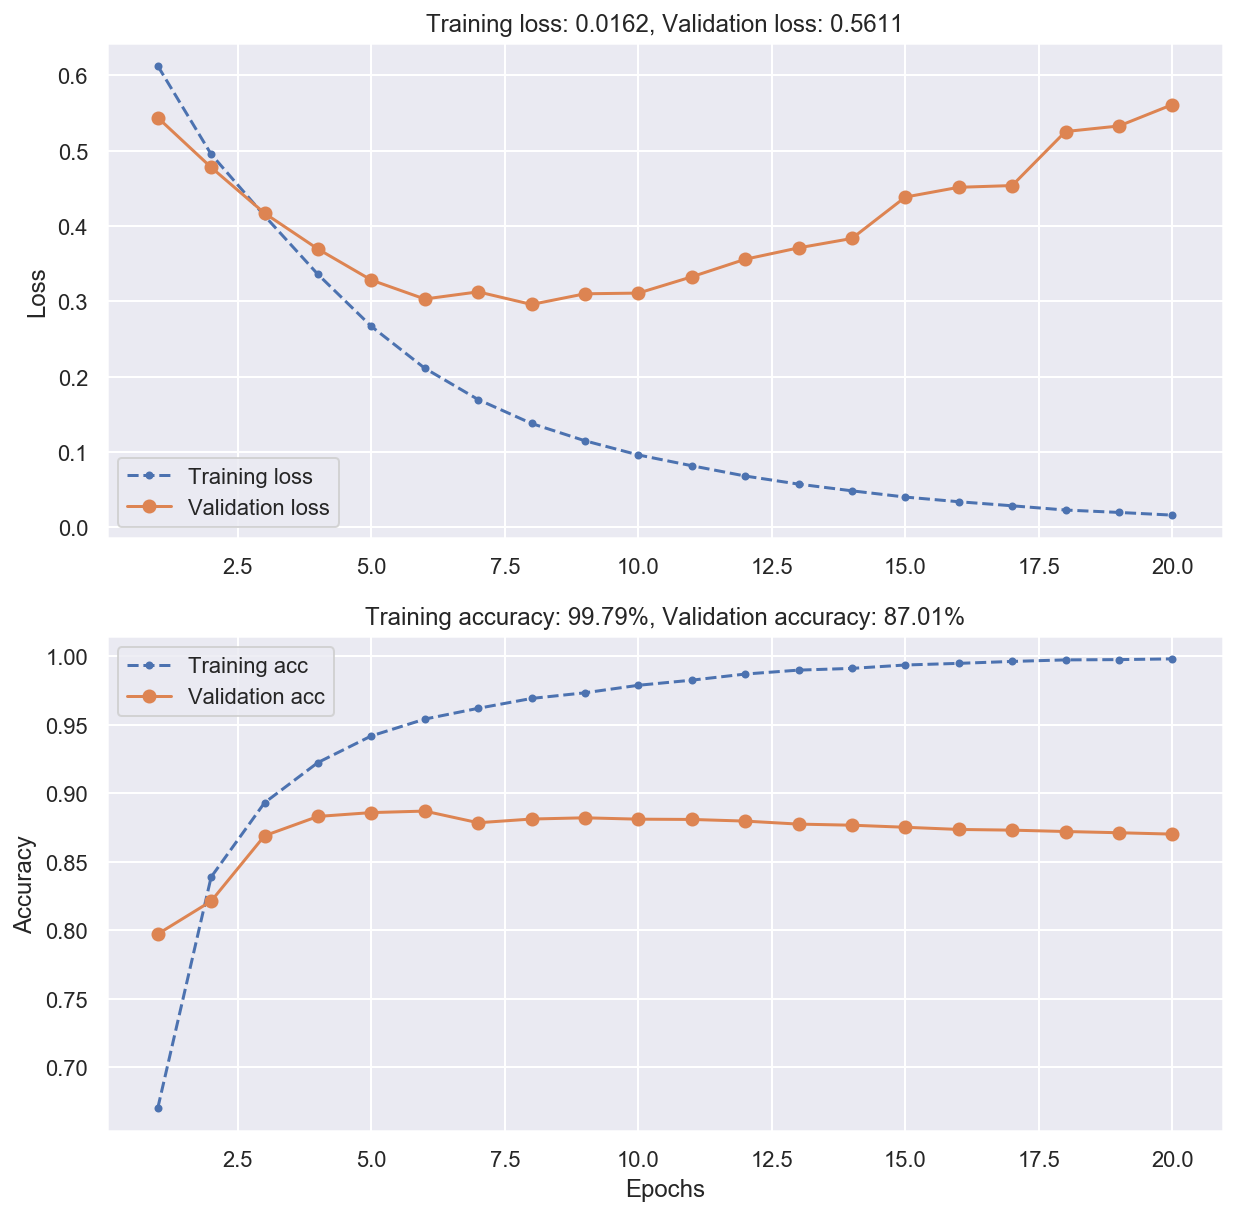 Training loss: 0.0162, Validation loss: 0.5611
0.6
0.5
0.4
0.3
0.2
0.1
0.0
Loss
Training loss
Validation loss
2.5 5.0 7.5 10.0 12.5 15.0 17.5 20.0
Training accuracy: 99.79%, Validation accuracy: 87.01%
1.00
0.95
0.90
0.85
0.80
0.75
0.70
Accuracy
Training acc
Validation acc
2.5 5.0 7.5 10.0 12.5 15.0 17.5 20.0
Epochs